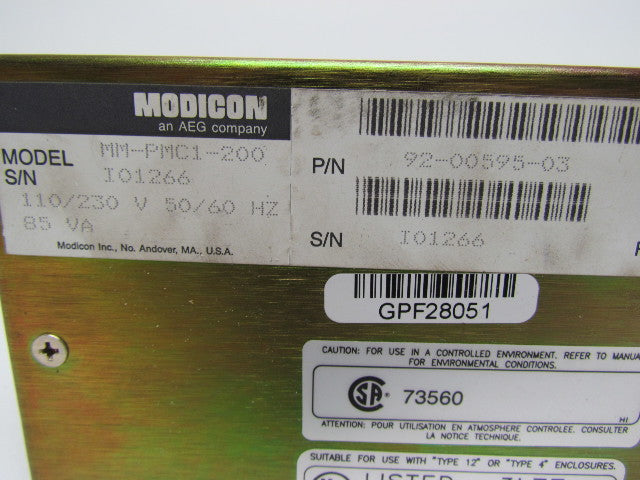 MODICON
an AEG company
MODEL MM-PMC1-200
S/N I01266
110/230 V 50/60 HZ
85 VA
Modicon Inc., No. Andover, MA., U.S.A.
P/N 92-00595-03
S/N I01266
GPF28051
CAUTION: FOR USE IN A CONTROLLED ENVIRONMENT. REFER TO MANUA
FOR ENVIRONMENTAL CONDITIONS.
SA 73560
HI
ATTENTION: POUR UTILISATION EN ATMOSPHERE CONTROLEE. CONSULTER
LA NOTICE TECHNIQUE.
SUITABLE FOR USE WITH "TYPE 12" OR "TYPE 4" ENCLOSURES.
LISTED